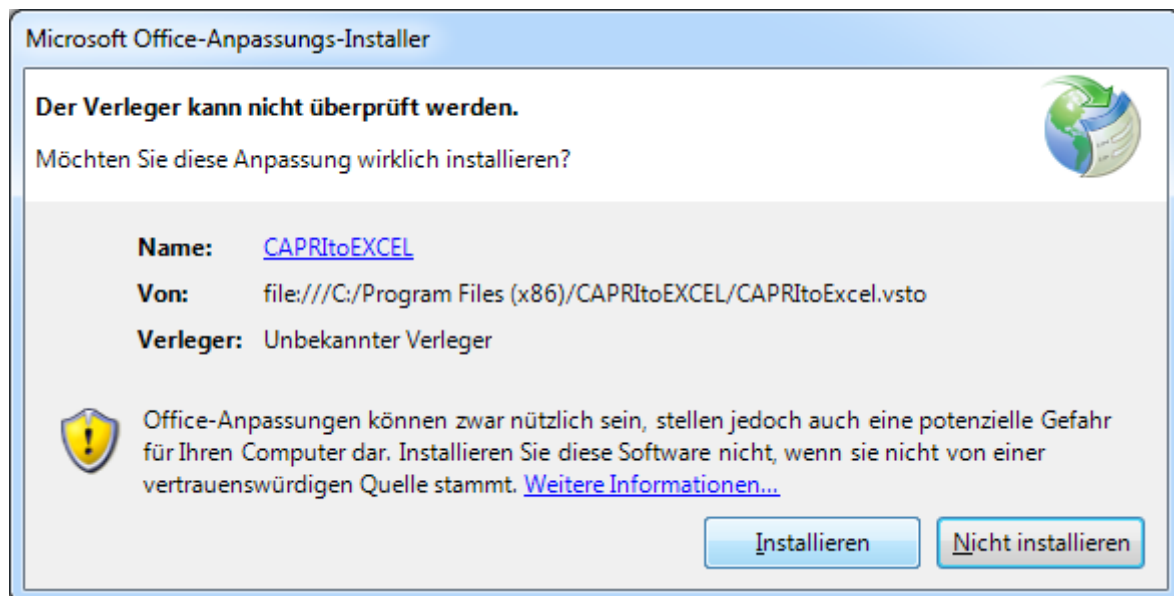 Microsoft Office-Anpassungs-Installer
Der Verleger kann nicht überprüft werden.
Möchten Sie diese Anpassung wirklich installieren?
Name: CAPRItoEXCEL
Von: file:///C:/Program Files (x86)/CAPRItoEXCEL/CAPRItoExcel.vsto
Verleger: Unbekannter Verleger
Office-Anpassungen können zwar nützlich sein, stellen jedoch auch eine potenzielle Gefahr
für Ihren Computer dar. Installieren Sie diese Software nicht, wenn sie nicht von einer
vertrauenswürdigen Quelle stammt. Weitere Informationen...
Installieren Nicht installieren